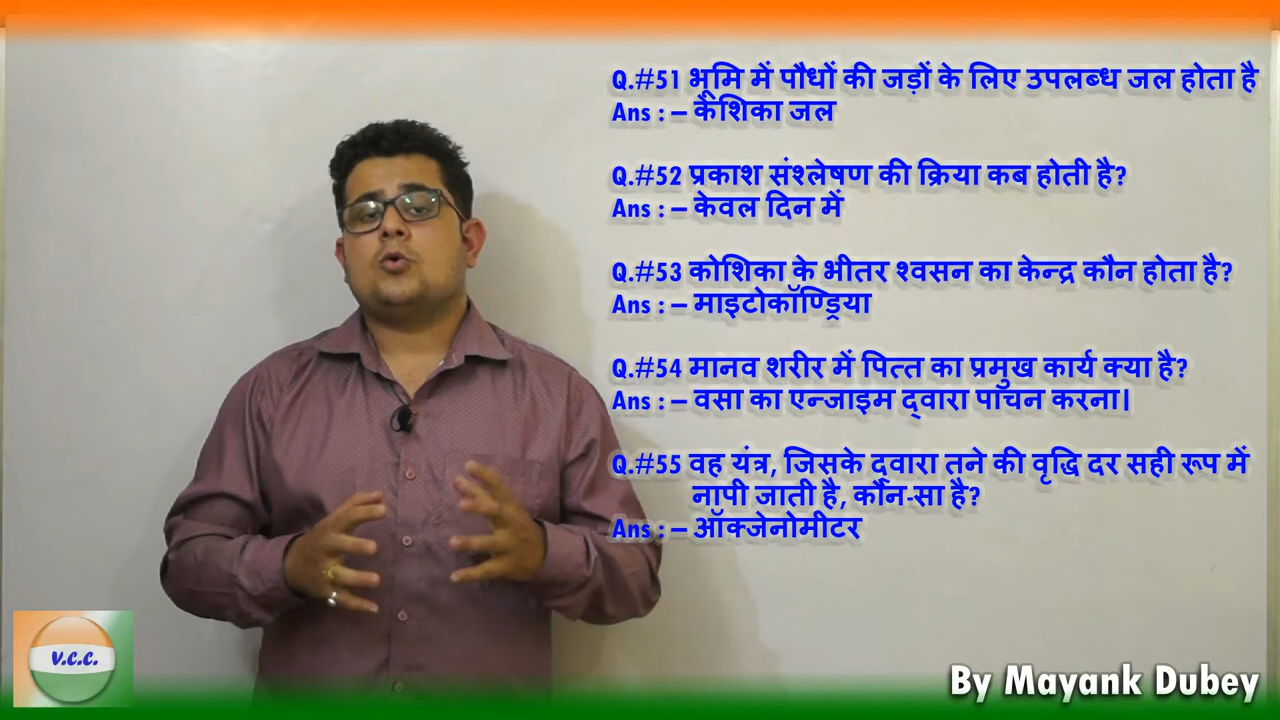 Q.#51 भूमि में पौधों की जड़ों के लिए उपलब्ध जल होता है
Ans : – कैशिका जल
Q.#52 प्रकाश संश्लेषण की क्रिया कब होती है?
Ans : – केवल दिन में
Q.#53 कोशिका के भीतर श्वसन का केन्द्र कौन होता है?
Ans : – माइटोकॉण्ड्रिया
Q.#54 मानव शरीर में पित्त का प्रमुख कार्य क्या है?
Ans : – वसा का एन्जाइम द्वारा पाचन करना।
Q.#55 वह यंत्र, जिसके द्वारा तने की वृद्धि दर सही रूप में
नापी जाती है, कौन-सा है?
Ans : – ऑक्जेनोमीटर
V.C.C.
By Mayank Dubey